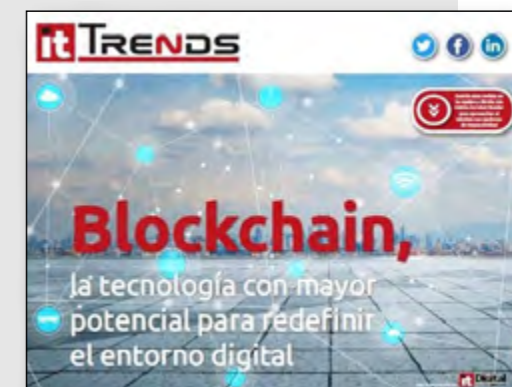 it TRENDS
Blockchain,
la tecnología con mayor
potencial para redefinir
el entorno digital
it Digital